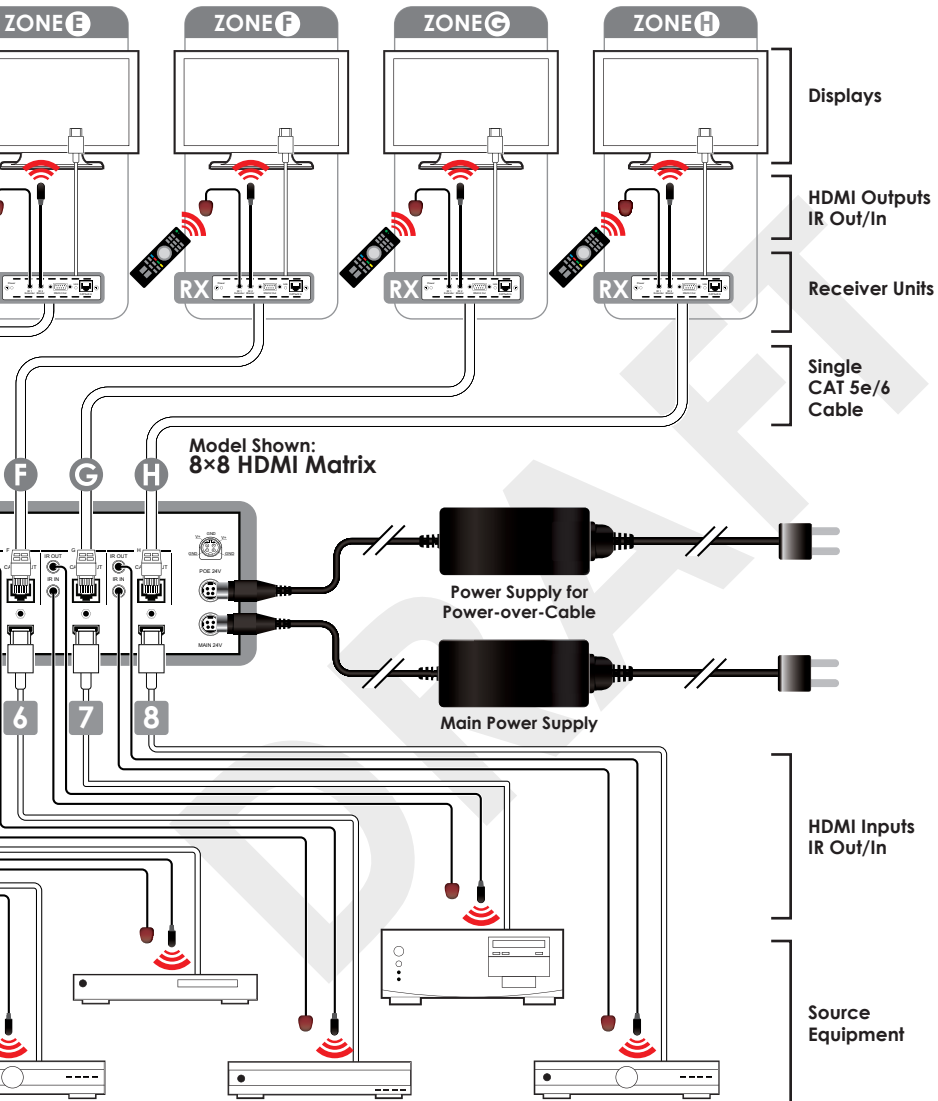 ZONE E
ZONE F
ZONE G
ZONE H
Displays
HDMI Outputs
IR Out/In
RX
RX
RX
Receiver Units
Single
CAT 5e/6
Cable
Model Shown:
8×8 HDMI Matrix
F
G
H
GND
V+
V+
GND
GND
F
IR OUT
G
IR OUT
H
IR IN
IR IN
POE 24V
MAIN 24V
Power Supply for
Power-over-Cable
Main Power Supply
6
7
8
HDMI Inputs
IR Out/In
Source
Equipment
DRAFT